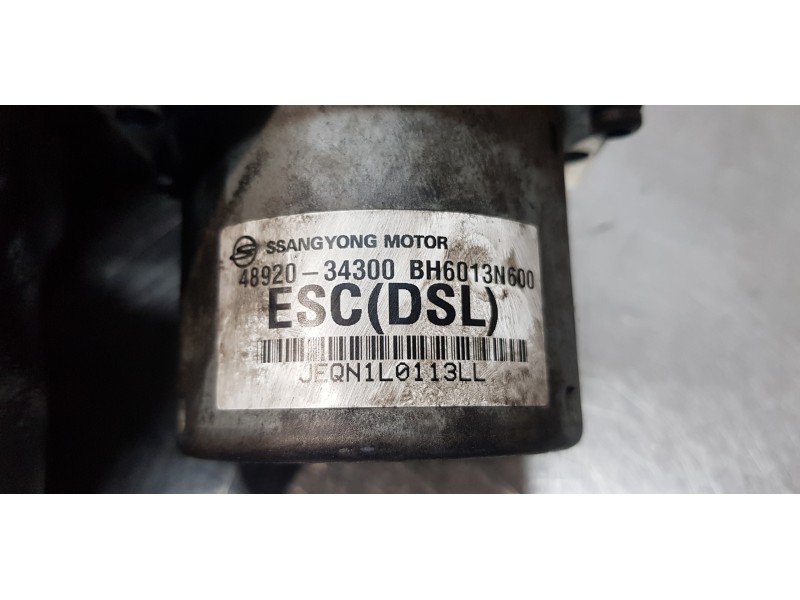 SSANGYONG MOTOR
48920-34300 BH6013N600
ESC(DSL)
JEQN1L0113LL